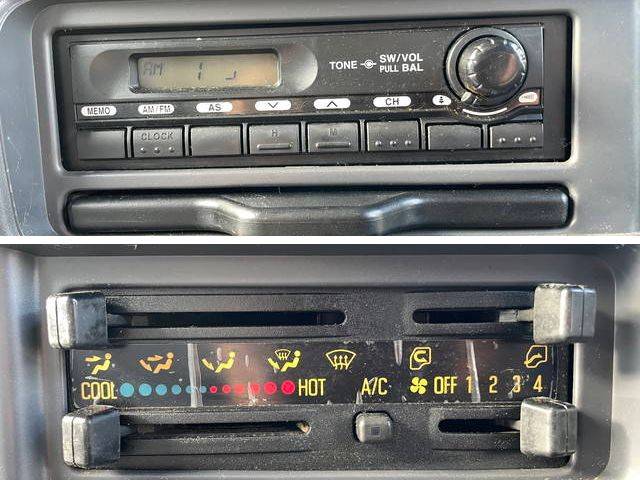 AM 1
TONE SW/VOL
PULL BAL
MEMO AM/FM AS CH
CLOCK H M
COOL HOT A/C OFF 1 2 3 4